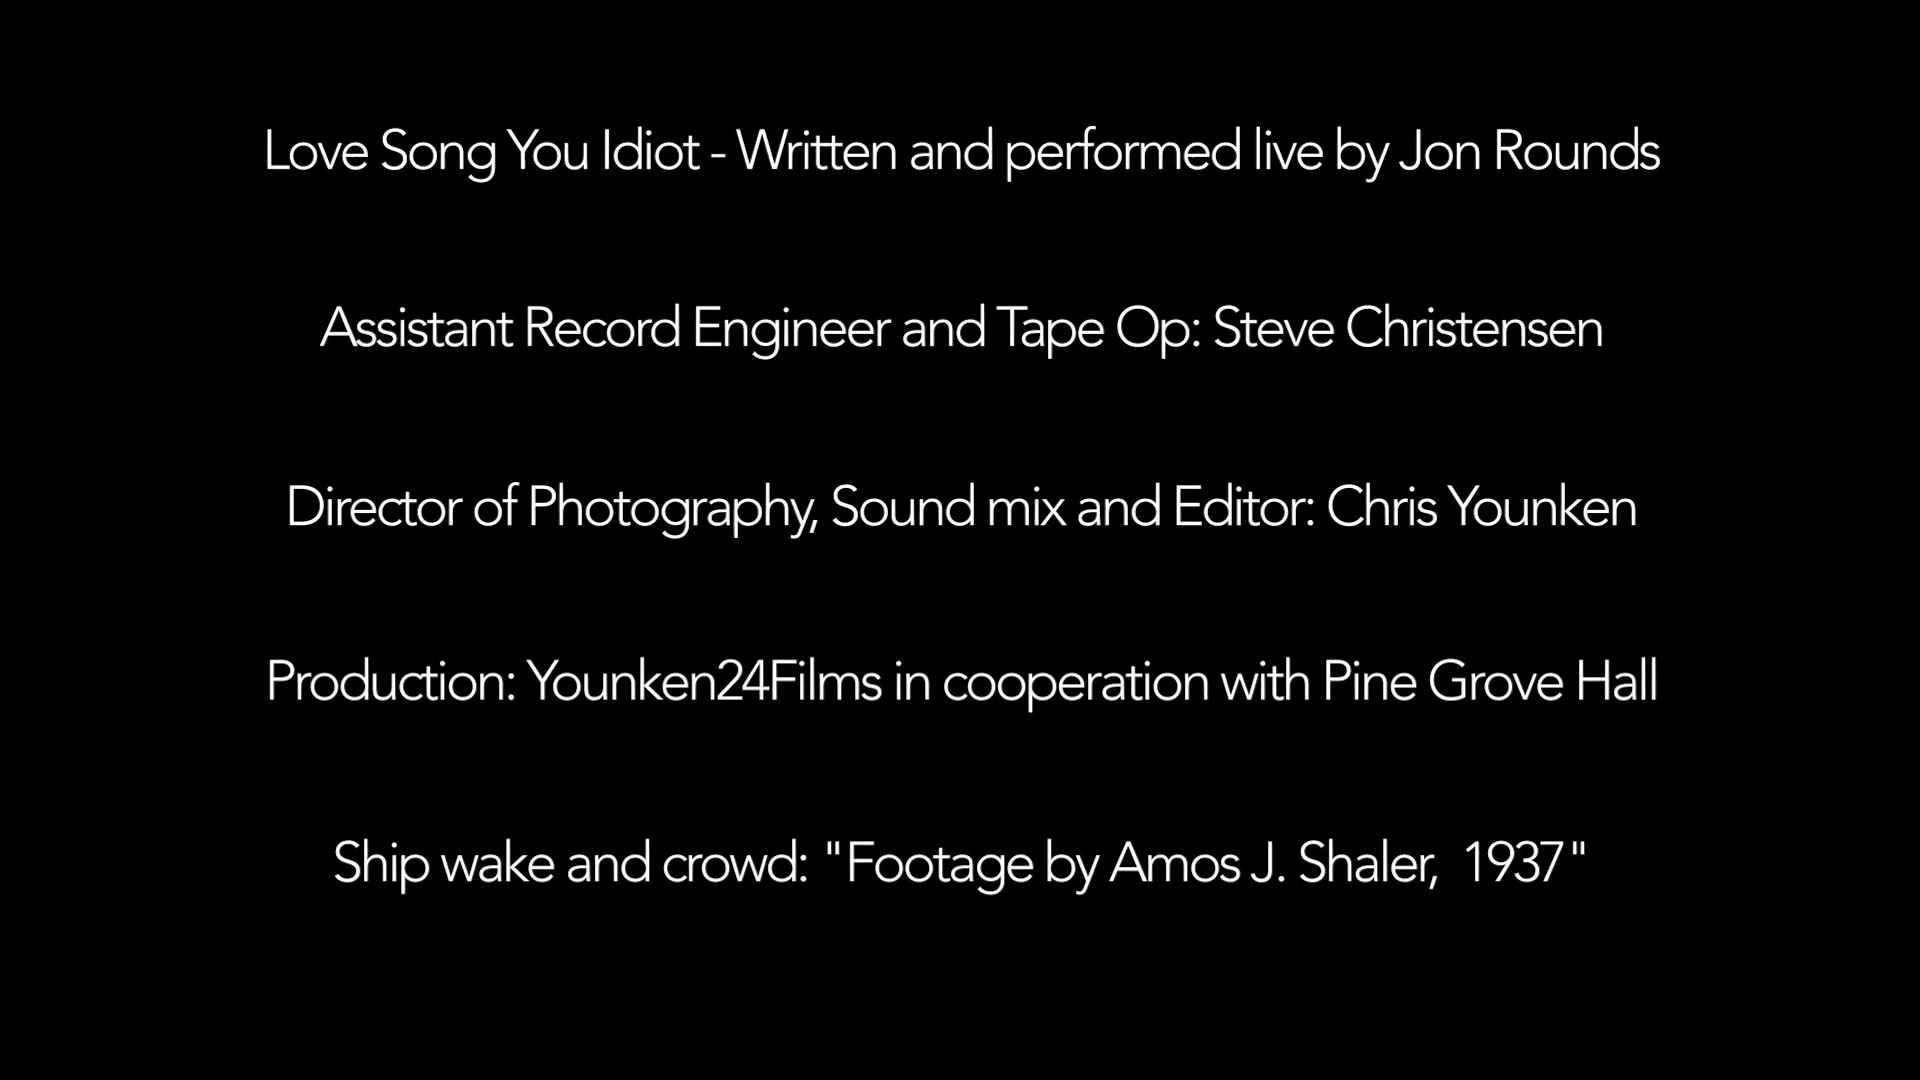 Love Song You Idiot - Written and performed live by Jon Rounds
Assistant Record Engineer and Tape Op: Steve Christensen
Director of Photography, Sound mix and Editor: Chris Younken
Production: Younken24Films in cooperation with Pine Grove Hall
Ship wake and crowd: "Footage by Amos J. Shaler,  1937"